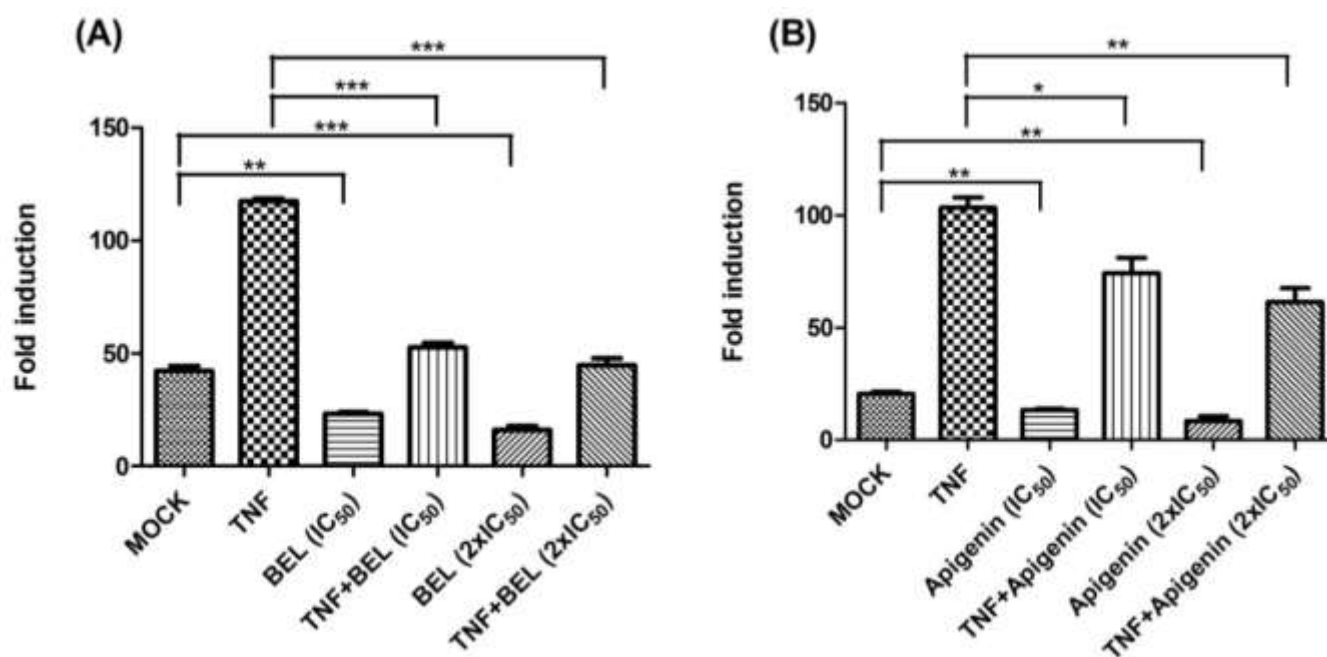 (A)
***
***
***
**
150
100
50
0
Fold induction
MOCK
TNF
BEL (IC₅₀)
TNF+BEL (IC₅₀)
BEL (2xIC₅₀)
TNF+BEL (2xIC₅₀)
(B)
**
*
**
**
150
100
50
0
Fold induction
MOCK
TNF
Apigenin (IC₅₀)
TNF+Apigenin (IC₅₀)
Apigenin (2xIC₅₀)
TNF+Apigenin (2xIC₅₀)